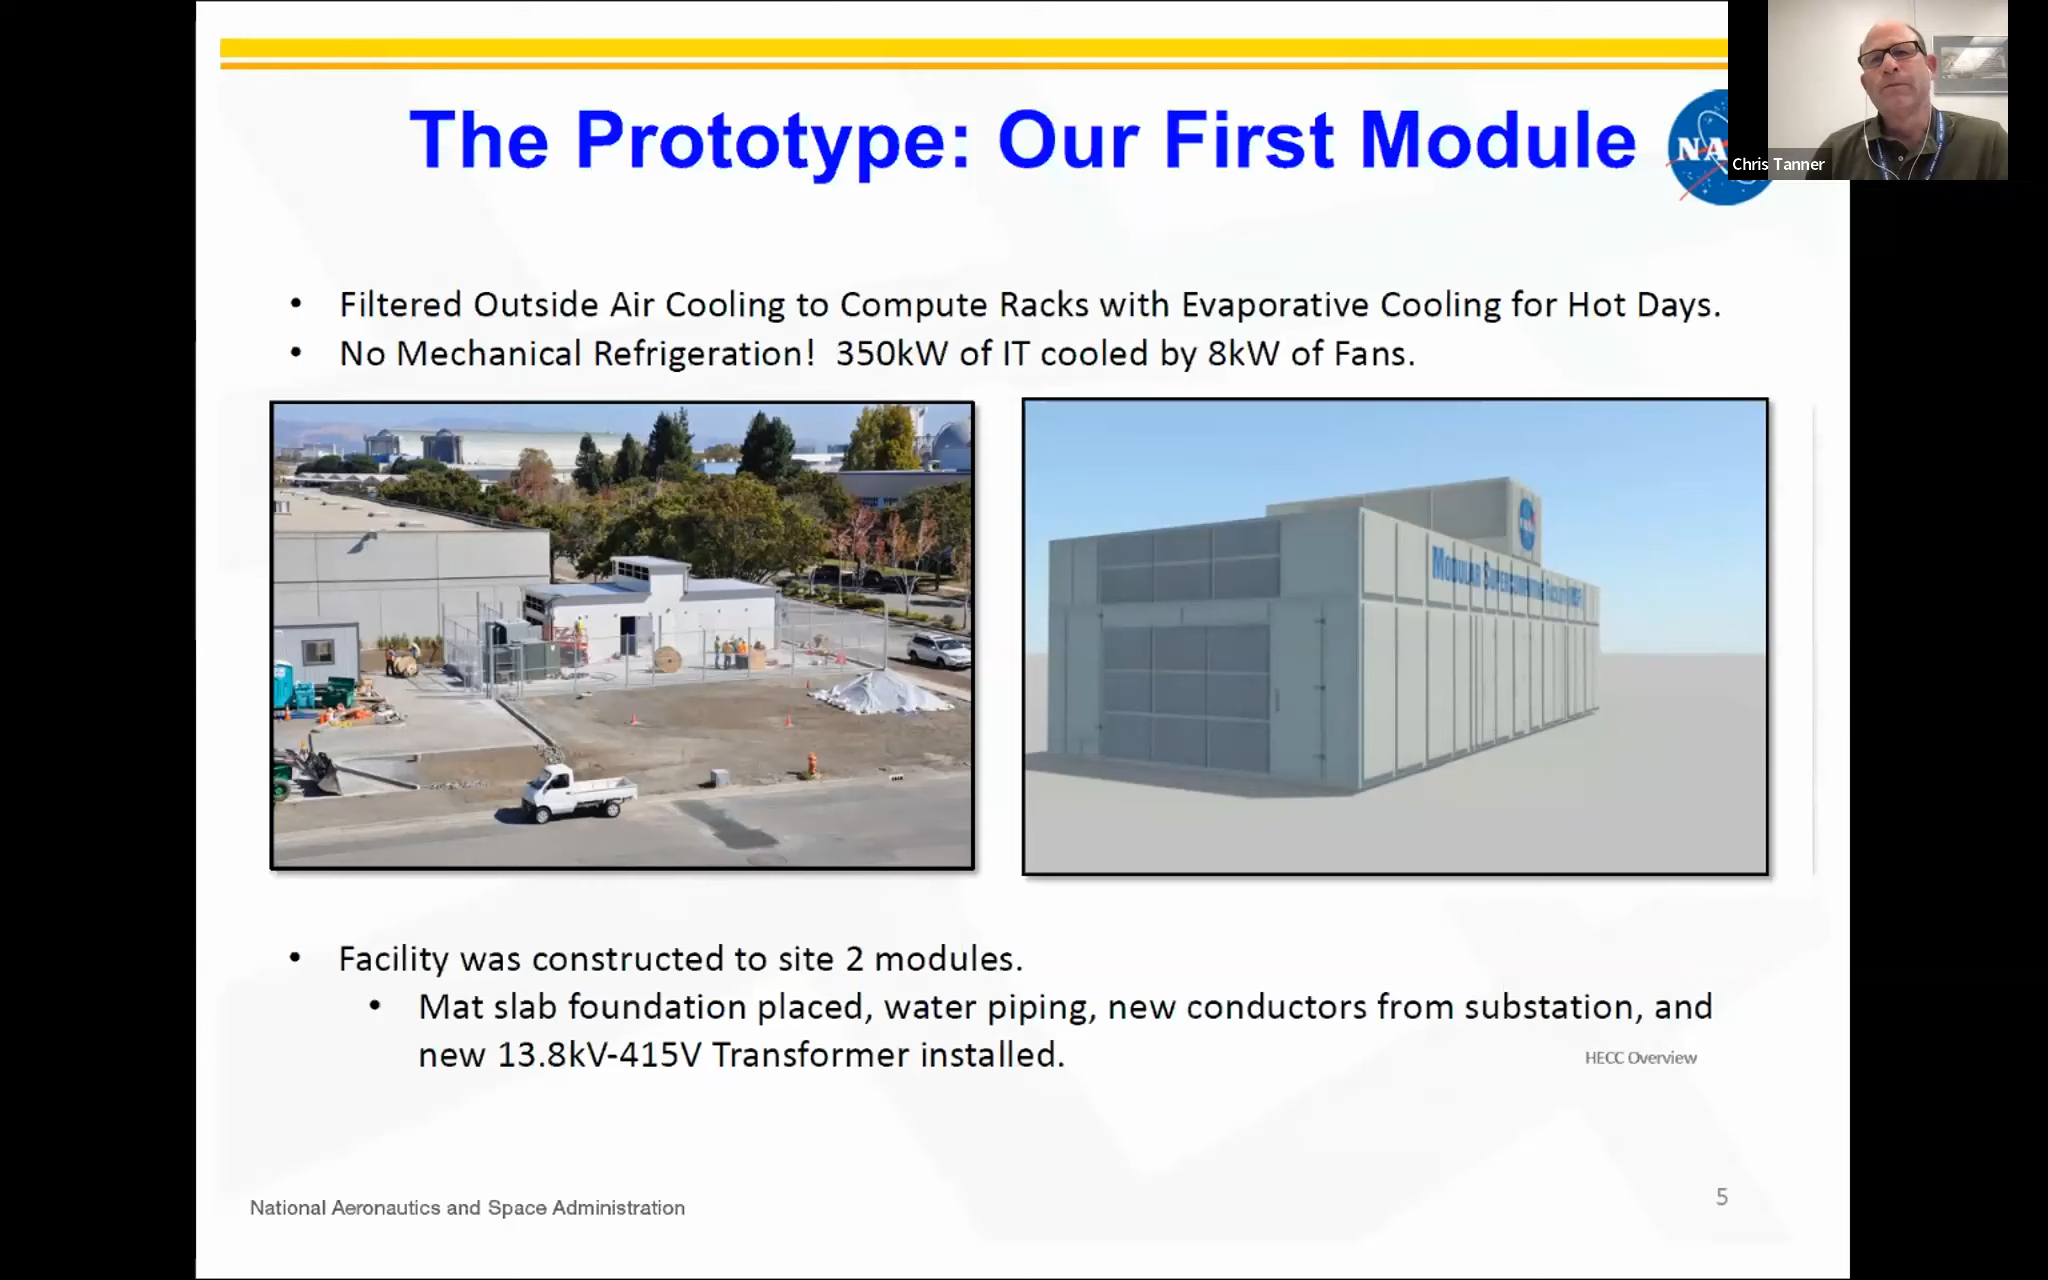 The Prototype: Our First Module
NA
Chris Tanner
• Filtered Outside Air Cooling to Compute Racks with Evaporative Cooling for Hot Days.
• No Mechanical Refrigeration!  350kW of IT cooled by 8kW of Fans.
NASA
MODULAR SUPERCOMPUTING FACILITY
• Facility was constructed to site 2 modules.
• Mat slab foundation placed, water piping, new conductors from substation, and
new 13.8kV-415V Transformer installed.
HECC Overview
National Aeronautics and Space Administration
5